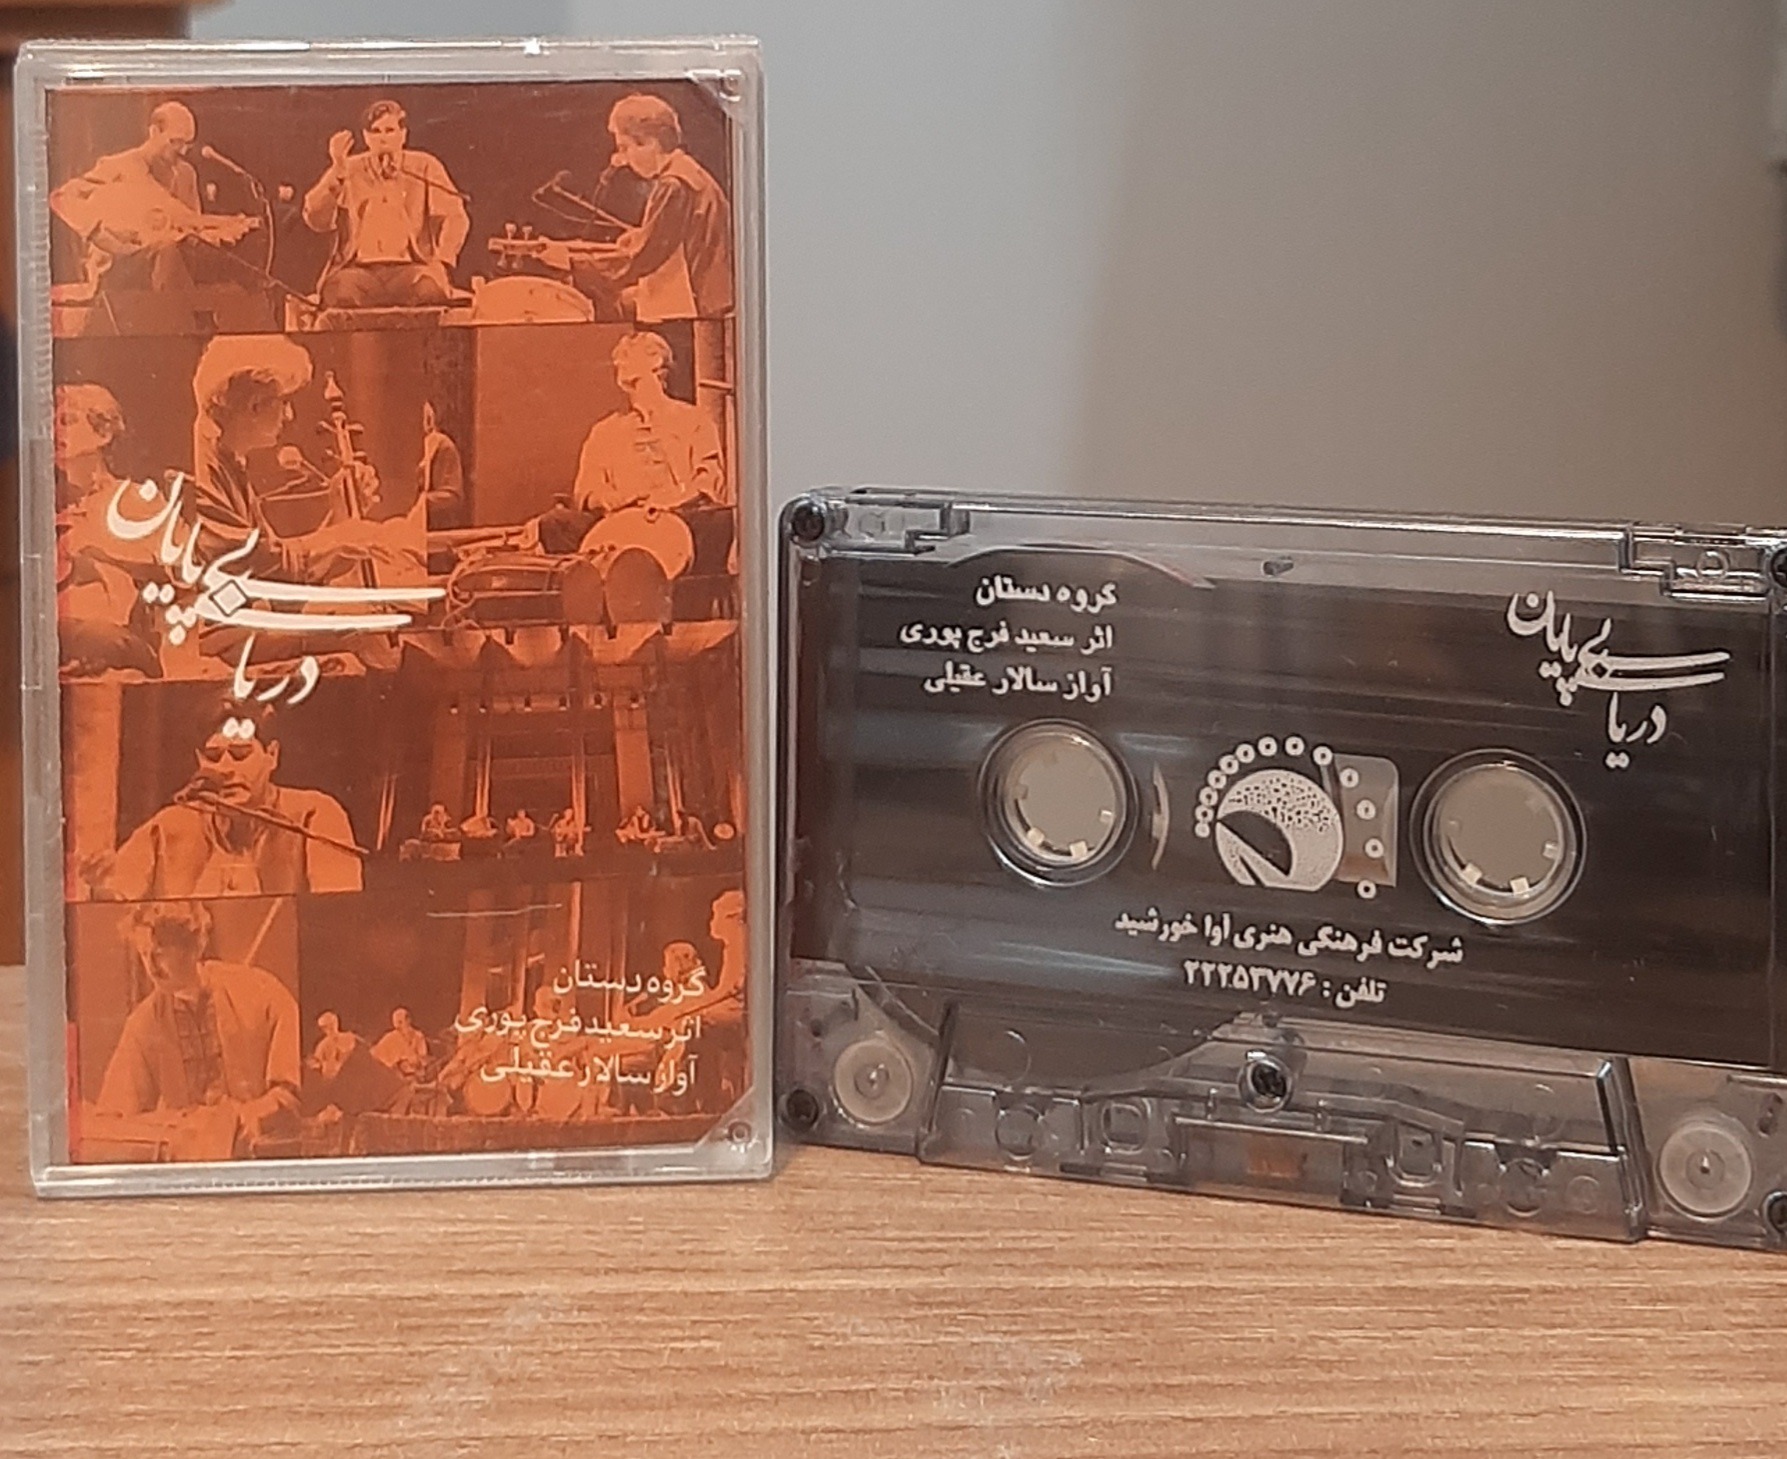 دریای بی پایان
گروه دستان
اثر سعید فرج پوری
آواز سالار عقیلی
دریای بی پایان
گروه دستان
اثر سعید فرج پوری
آواز سالار عقیلی
شرکت فرهنگی هنری آوا خورشید
تلفن : ۲۲۲۵۳۷۷۶